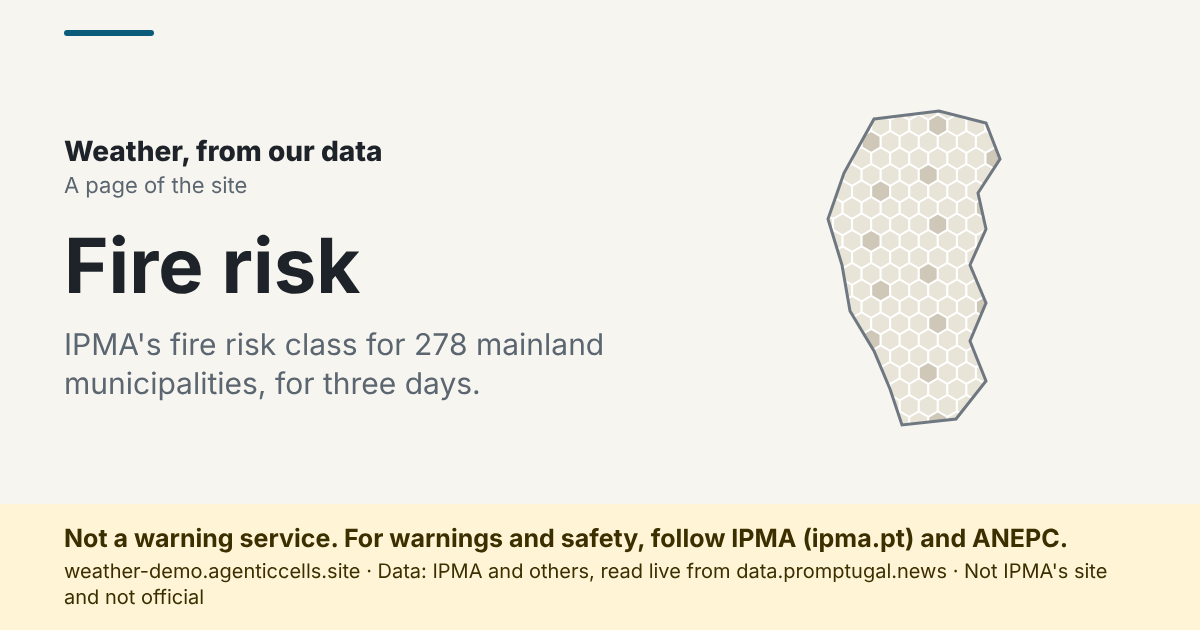 Weather, from our data
A page of the site
Fire risk
IPMA's fire risk class for 278 mainland
municipalities, for three days.
Not a warning service. For warnings and safety, follow IPMA (ipma.pt) and ANEPC.
weather-demo.agenticcells.site · Data: IPMA and others, read live from data.promptugal.news · Not IPMA's site
and not official